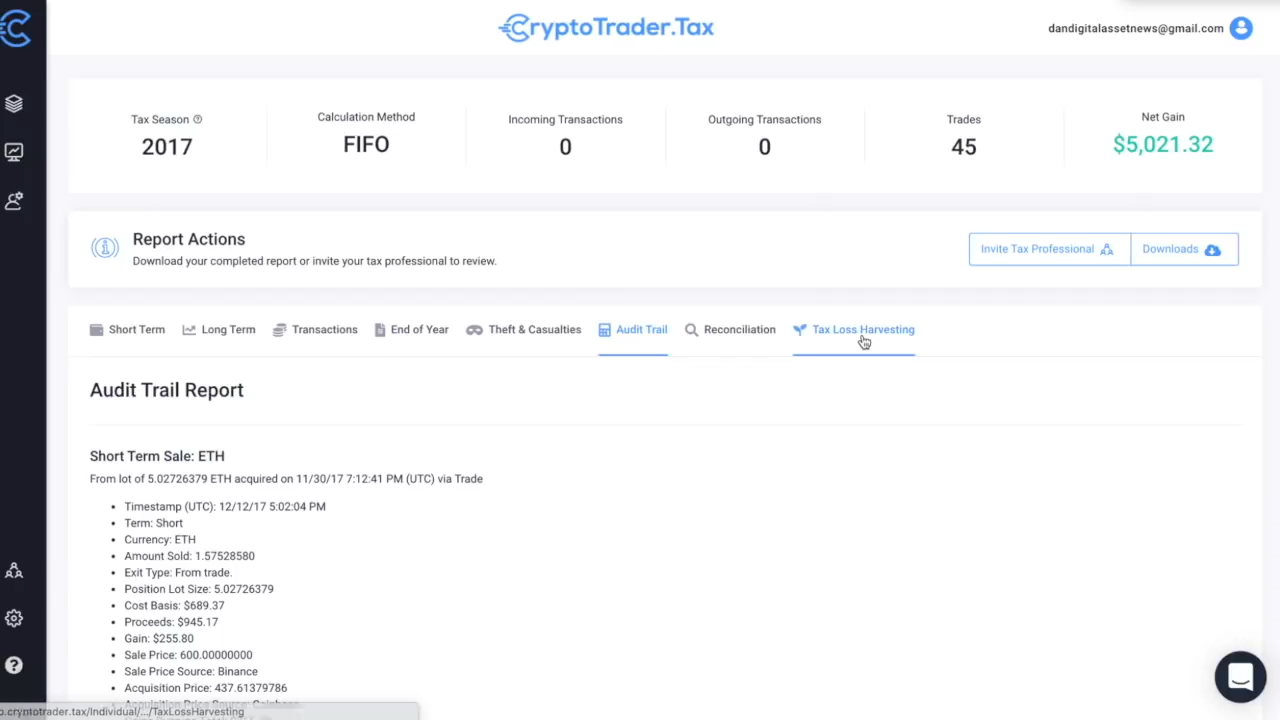 CryptoTrader.Tax
dandigitalassetnews@gmail.com
Tax Season
2017
Calculation Method
FIFO
Incoming Transactions
0
Outgoing Transactions
0
Trades
45
Net Gain
$5,021.32
Report Actions
Download your completed report or invite your tax professional to review.
Invite Tax Professional
Downloads
Short Term
Long Term
Transactions
End of Year
Theft & Casualties
Audit Trail
Reconciliation
Tax Loss Harvesting
Audit Trail Report
Short Term Sale: ETH
From lot of 5.02726379 ETH acquired on 11/30/17 7:12:41 PM (UTC) via Trade
• Timestamp (UTC): 12/12/17 5:02:04 PM
• Term: Short
• Currency: ETH
• Amount Sold: 1.57528580
• Exit Type: From trade.
• Position Lot Size: 5.02726379
• Cost Basis: $689.37
• Proceeds: $945.17
• Gain: $255.80
• Sale Price: 600.00000000
• Sale Price Source: Binance
• Acquisition Price: 437.61379786
• Acquisition Price Source: Coinbase
p.cryptotrader.tax/Individual/.../TaxLossHarvesting